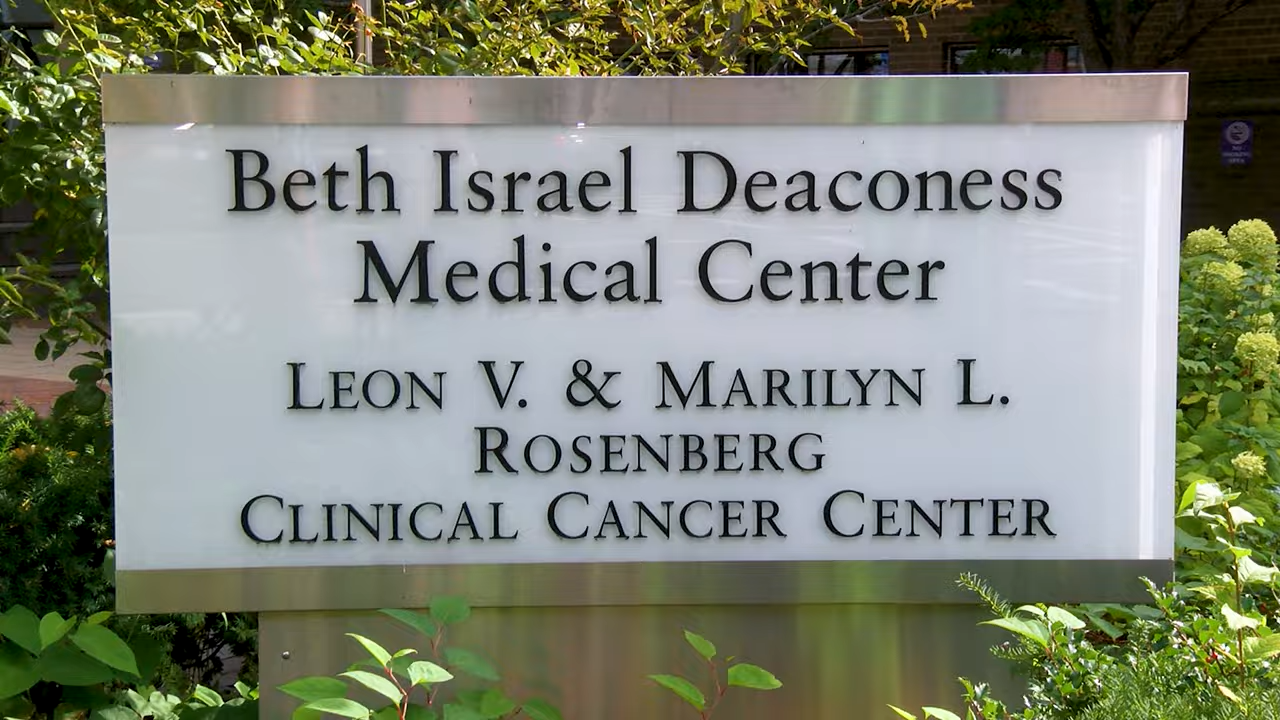 Beth Israel Deaconess
Medical Center
LEON V. & MARILYN L.
ROSENBERG
CLINICAL CANCER CENTER